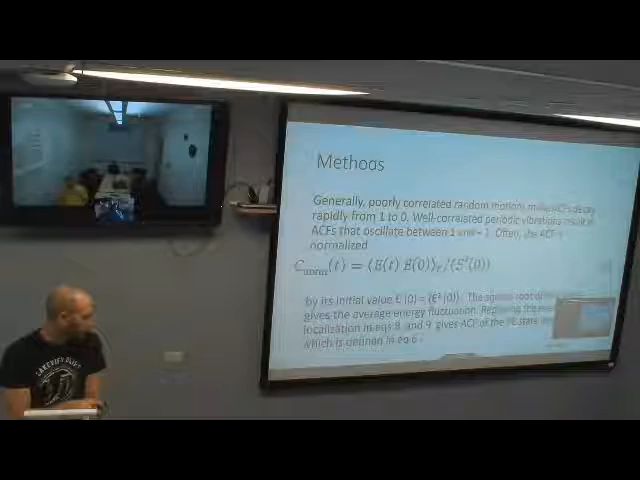 Methods
Generally, poorly correlated random motions make ACFs decay
rapidly from 1 to 0. Well-correlated periodic vibrations result in
ACFs that oscillate between 1 and − 1. Often, the ACF is
normalized
C_norm(t) = ⟨E(t) E(0)⟩_T/⟨E²(0)⟩
by its initial value C (0) = ⟨E² (0)⟩. The square root of
gives the average energy fluctuation. Replacing the
localization in eqs 8 and 9 gives ACF of the state
which is defined in eq 6